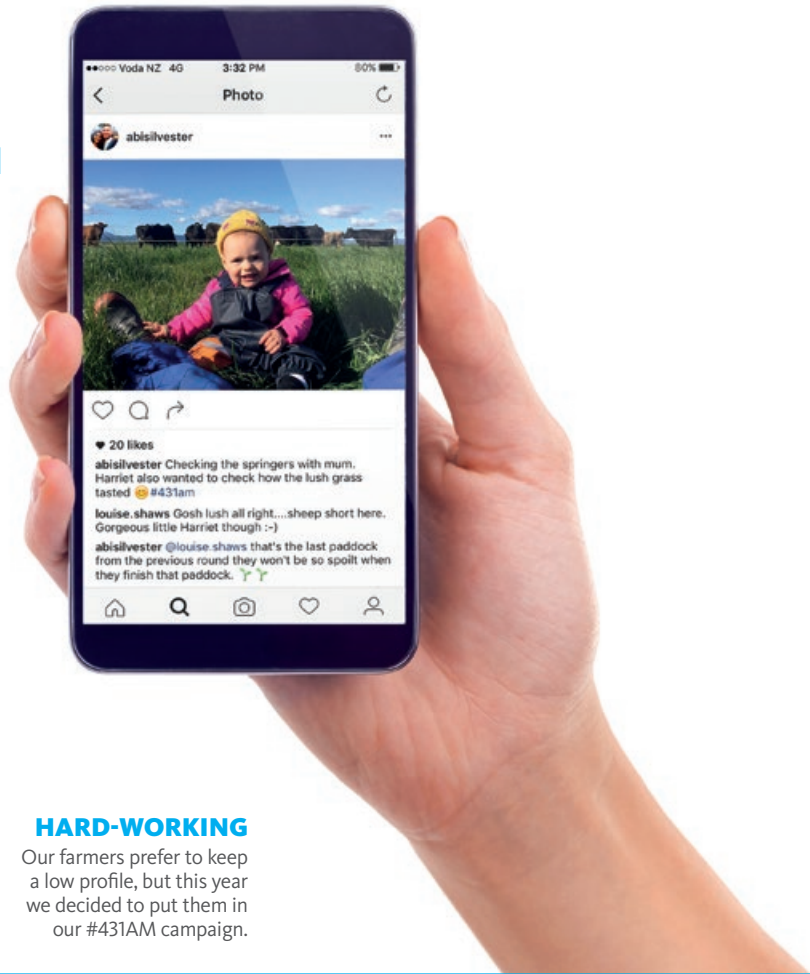 Voda NZ 4G 3:32 PM 80%
Photo
abisilvester
20 likes
abisilvester Checking the springers with mum.
Harriet also wanted to check how the lush grass
tasted 😊 #431am
louise.shaws Gosh lush all right....sheep short here.
Gorgeous little Harriet though :-)
abisilvester @louise.shaws that's the last paddock
from the previous round they won't be so spoilt when
they finish that paddock. 🌱 🌱
HARD-WORKING
Our farmers prefer to keep
a low profile, but this year
we decided to put them in
our #431AM campaign.